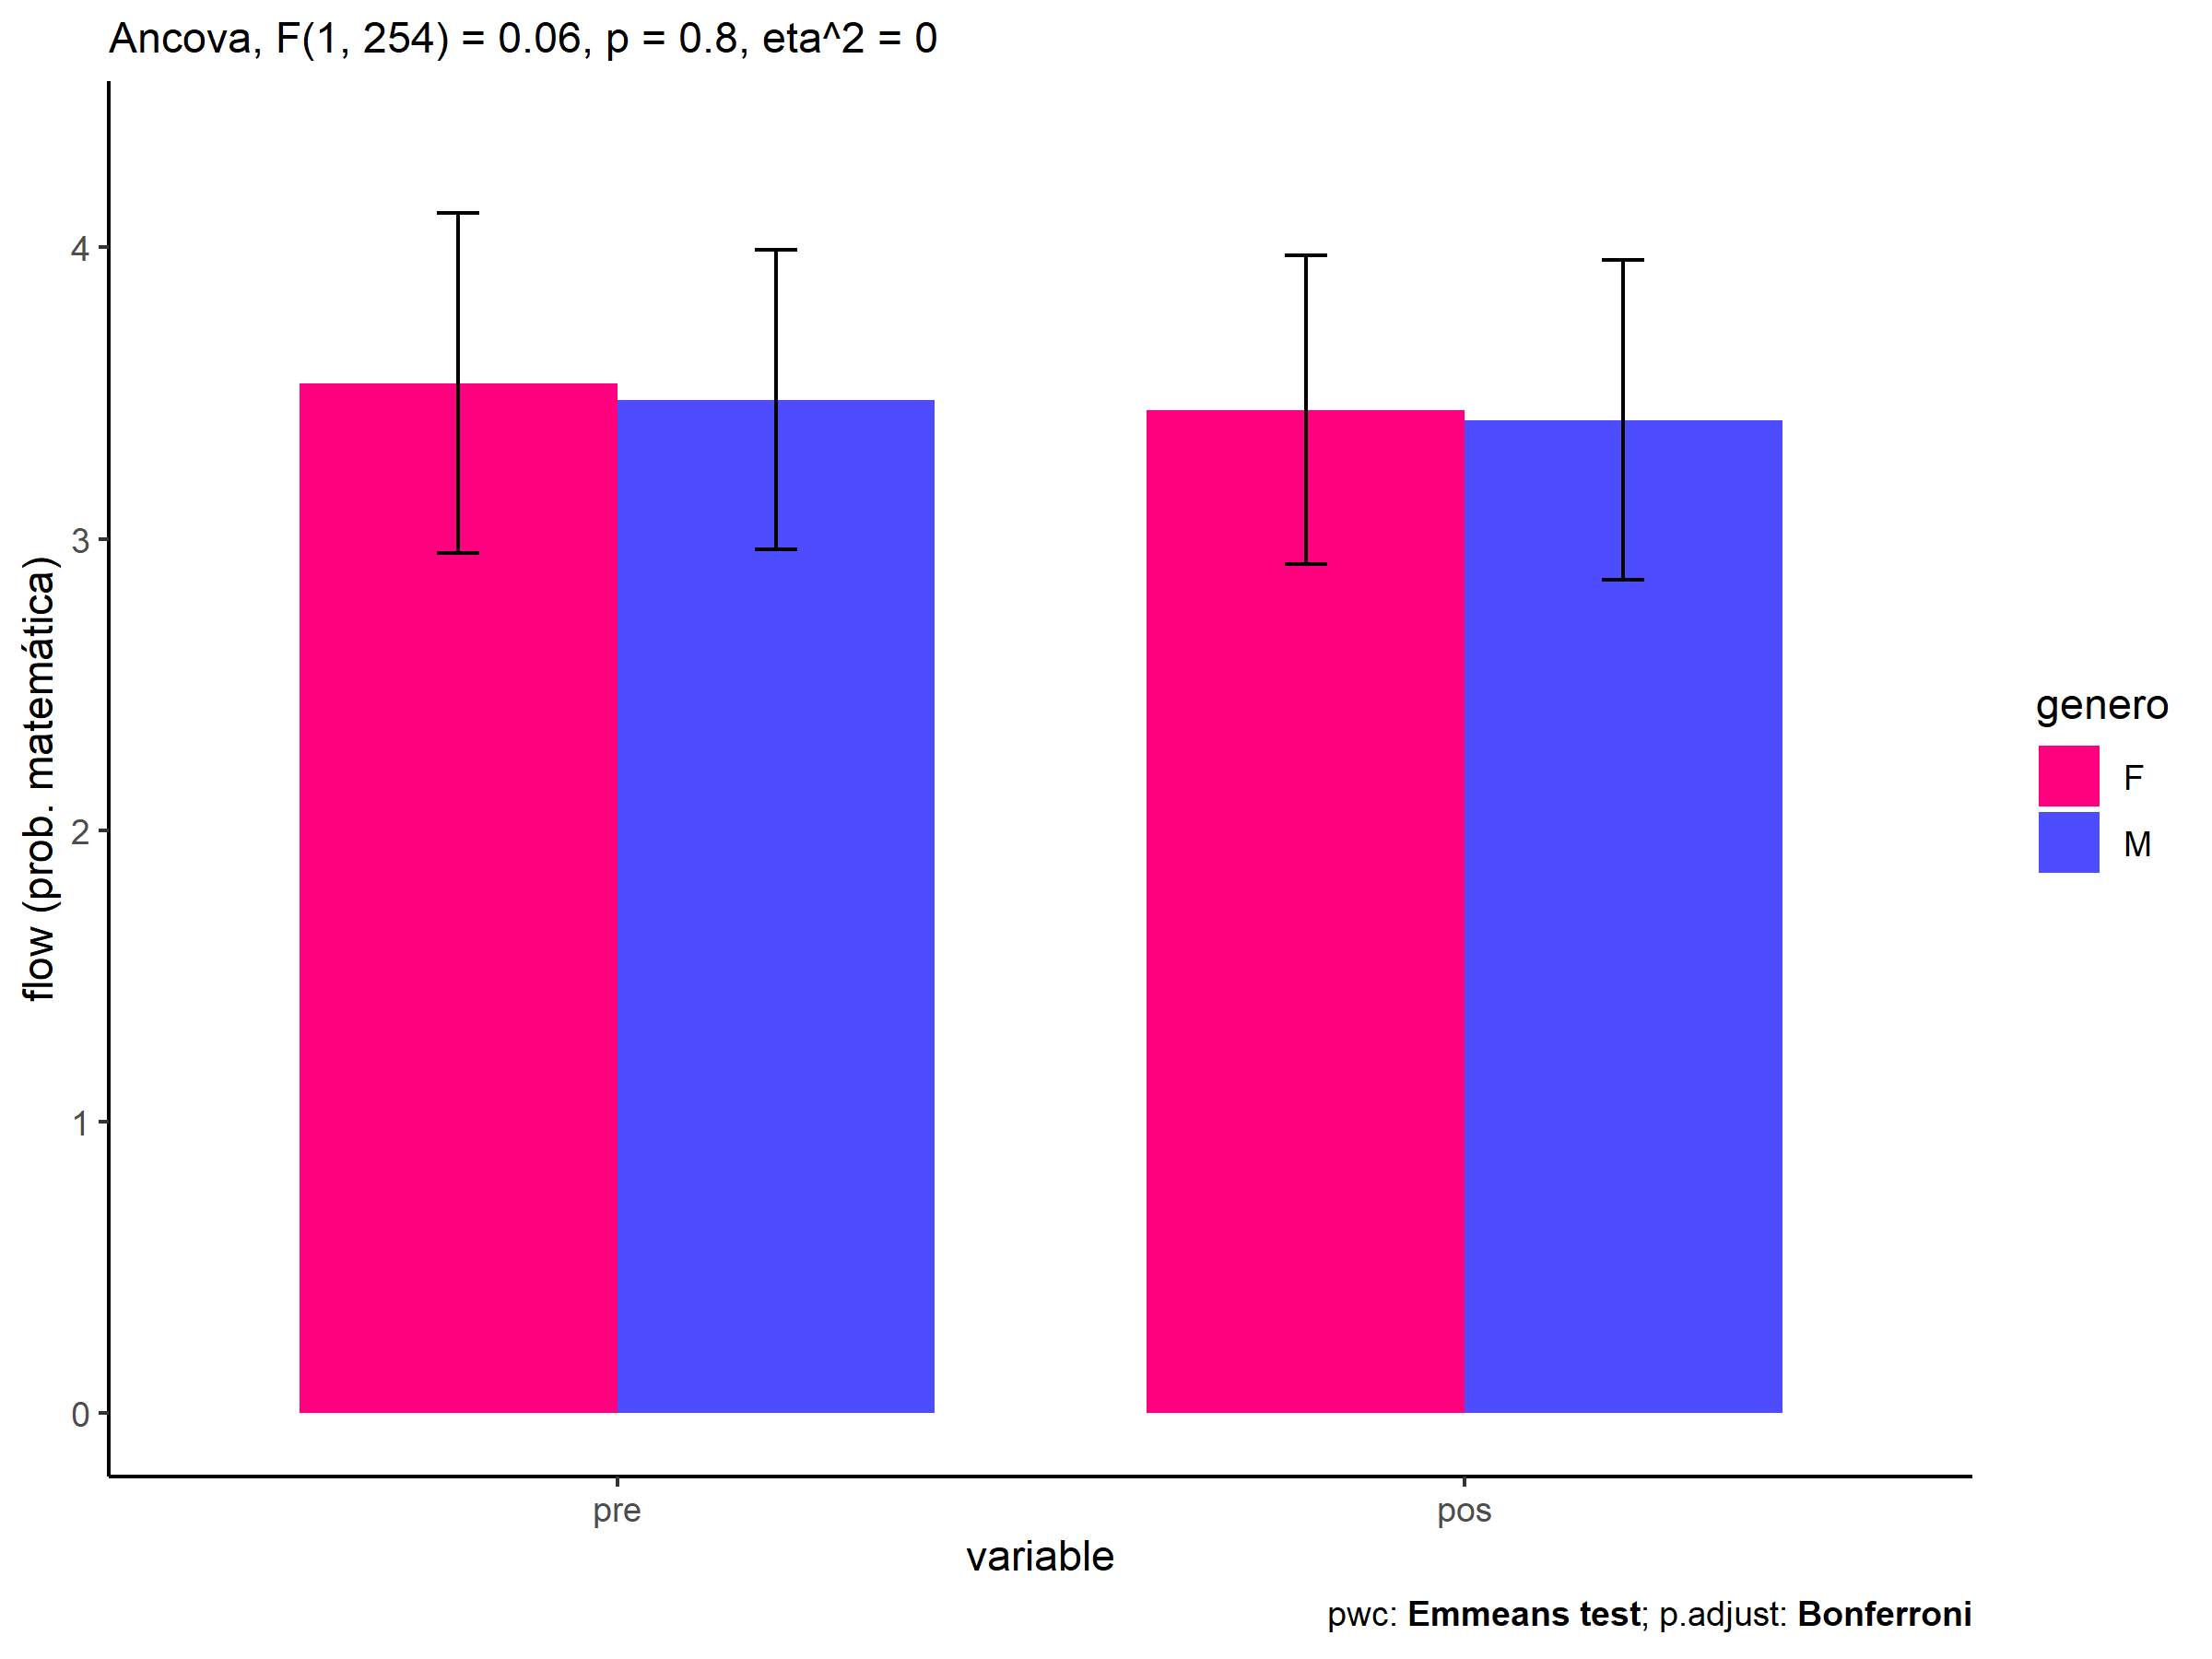 Ancova, F(1, 254) = 0.06, p = 0.8, eta^2 = 0
flow (prob. matemática)
4
3
2
1
0
pre
pos
variable
genero
F
M
pwc: Emmeans test; p.adjust: Bonferroni